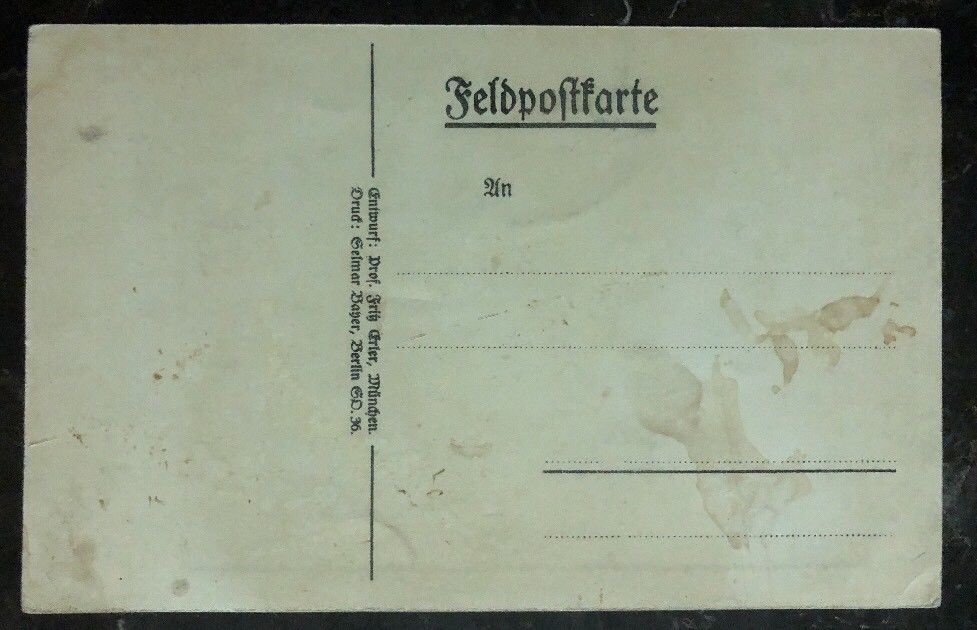 Feldpoſtkarte
An
Entwurf: Prof. Fritz Erler, München.
Druck: Selmar Bayer, Berlin SO. 36.